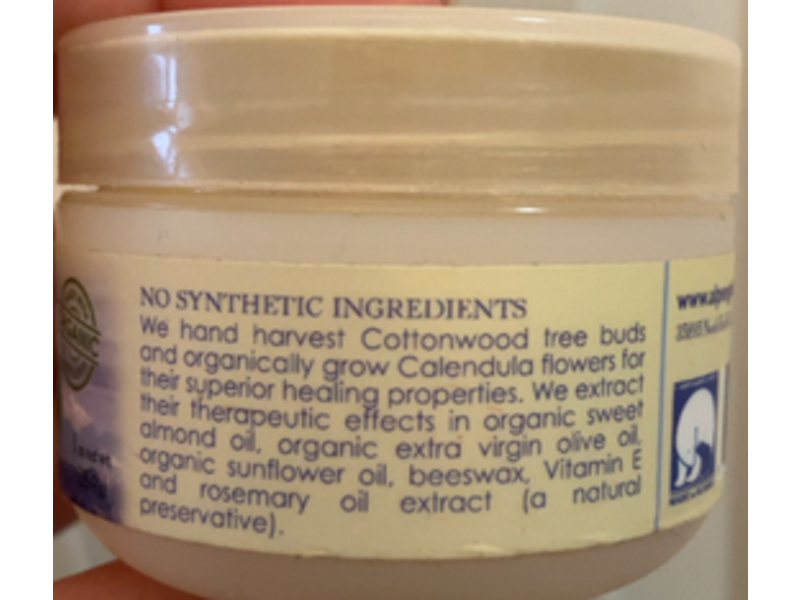 NO SYNTHETIC INGREDIENTS
We hand harvest Cottonwood tree buds
and organically grow Calendula flowers for
their superior healing properties. We extract
their therapeutic effects in organic sweet
almond oil, organic extra virgin olive oil,
organic sunflower oil, beeswax, Vitamin E
and rosemary oil extract (a natural
preservative).
ORGANIC